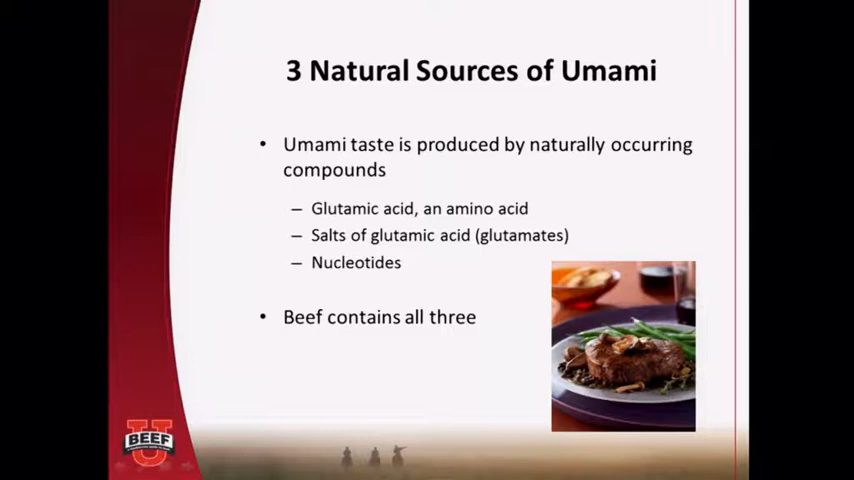 3 Natural Sources of Umami
• Umami taste is produced by naturally occurring
compounds
– Glutamic acid, an amino acid
– Salts of glutamic acid (glutamates)
– Nucleotides
• Beef contains all three
U
BEEF